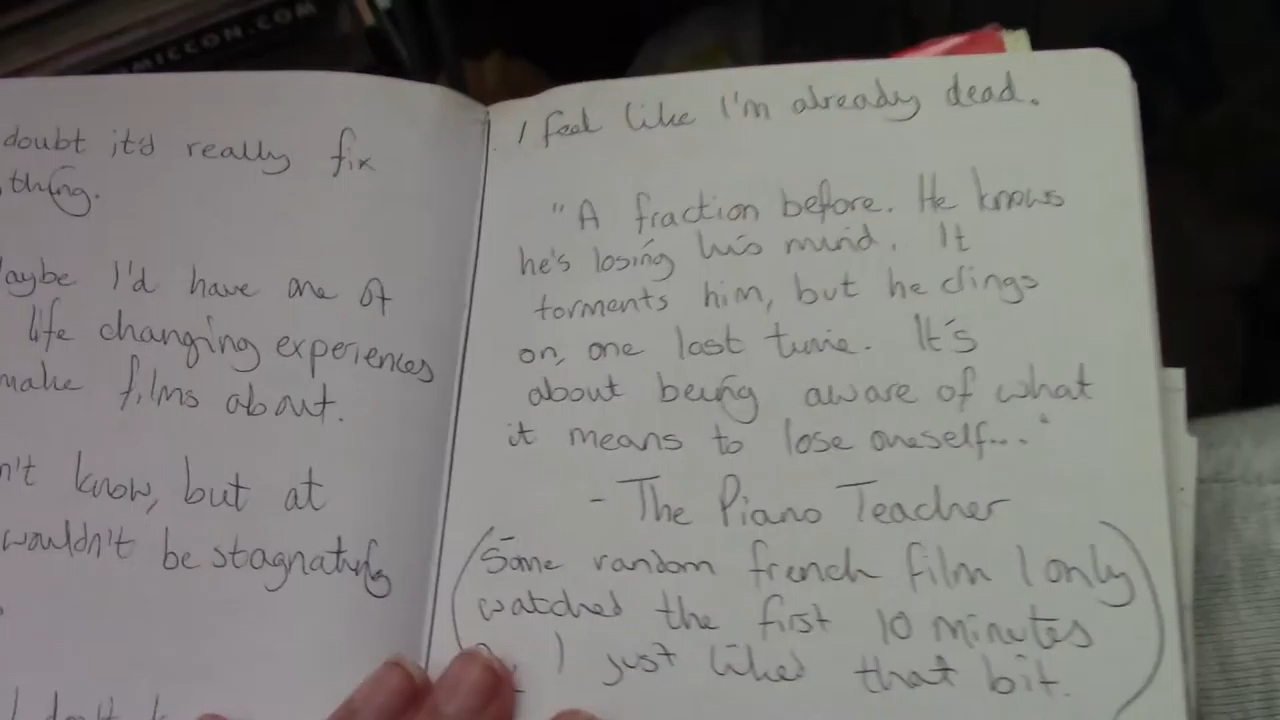 MICCON.COM
doubt it'd really fix
thing.
aybe I'd have one of
life changing experiences
make films about.
n't know, but at
wouldn't be stagnating
I feel like I'm already dead.
"A fraction before. He knows
he's losing his mind. It
torments him, but he clings
on, one last time. It's
about being aware of what
it means to lose oneself..."
- The Piano Teacher
(Some random french film I only
watched the first 10 minutes
I just liked that bit.)
I don't